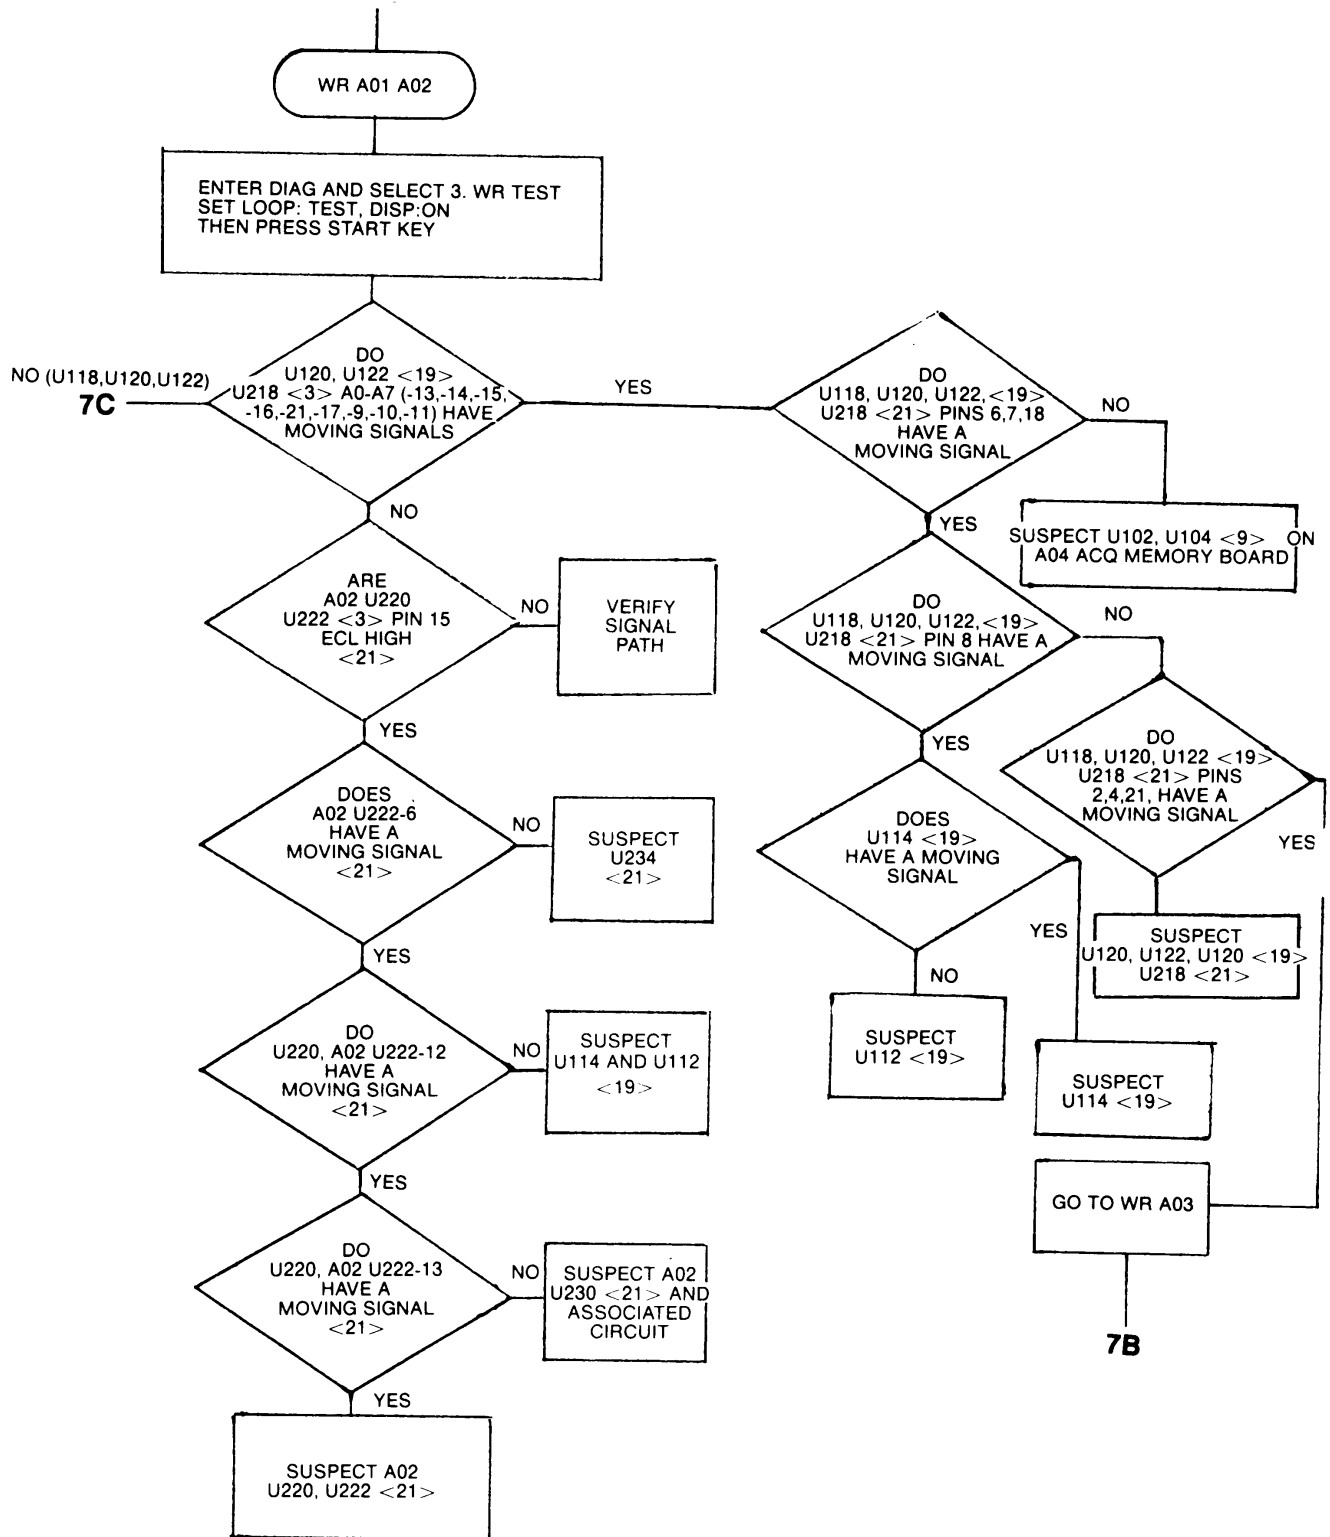 WR A01 A02
ENTER DIAG AND SELECT 3. WR TEST
SET LOOP: TEST, DISP:ON
THEN PRESS START KEY
DO
U120, U122 <19>
U218 <3> A0-A7 (-13,-14,-15,
-16,-21,-17,-9,-10,-11) HAVE
MOVING SIGNALS
NO (U118,U120,U122)
7C
YES
NO
DO
U118, U120, U122,<19>
U218 <21> PINS 6,7,18
HAVE A
MOVING SIGNAL
NO
YES
SUSPECT U102, U104 <9> ON
A04 ACQ MEMORY BOARD
ARE
A02 U220
U222 <3> PIN 15
ECL HIGH
<21>
NO
YES
VERIFY
SIGNAL
PATH
DO
U118, U120, U122,<19>
U218 <21> PIN 8 HAVE A
MOVING SIGNAL
NO
YES
DO
U118, U120, U122 <19>
U218 <21> PINS
2,4,21, HAVE A
MOVING SIGNAL
YES
DOES
A02 U222-6
HAVE A
MOVING SIGNAL
<21>
NO
YES
SUSPECT
U234
<21>
DOES
U114 <19>
HAVE A MOVING
SIGNAL
YES
NO
SUSPECT
U120, U122, U120 <19>
U218 <21>
DO
U220, A02 U222-12
HAVE A
MOVING SIGNAL
<21>
NO
YES
SUSPECT
U114 AND U112
<19>
SUSPECT
U112 <19>
SUSPECT
U114 <19>
GO TO WR A03
7B
DO
U220, A02 U222-13
HAVE A
MOVING SIGNAL
<21>
NO
YES
SUSPECT A02
U230 <21> AND
ASSOCIATED
CIRCUIT
SUSPECT A02
U220, U222 <21>